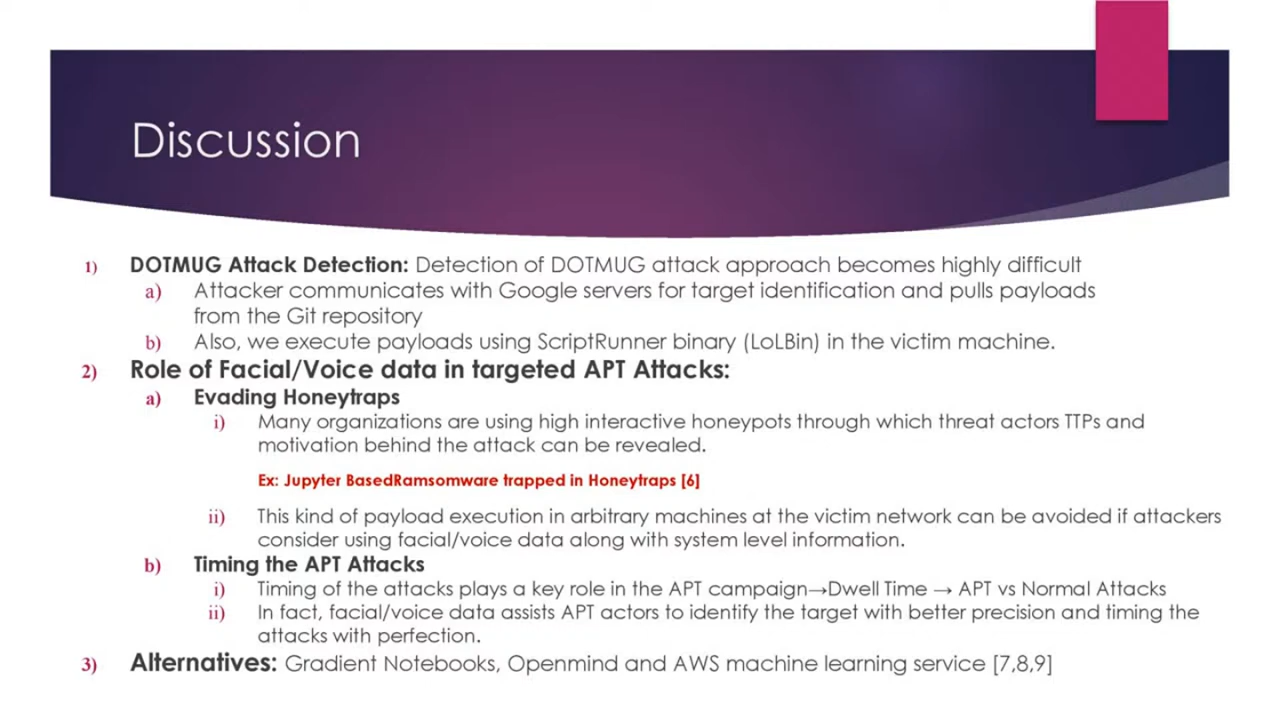 Discussion
1) DOTMUG Attack Detection: Detection of DOTMUG attack approach becomes highly difficult
a) Attacker communicates with Google servers for target identification and pulls payloads
from the Git repository
b) Also, we execute payloads using ScriptRunner binary (LoLBin) in the victim machine.
2) Role of Facial/Voice data in targeted APT Attacks:
a) Evading Honeytraps
i) Many organizations are using high interactive honeypots through which threat actors TTPs and
motivation behind the attack can be revealed.
Ex: Jupyter BasedRamsomware trapped in Honeytraps [6]
ii) This kind of payload execution in arbitrary machines at the victim network can be avoided if attackers
consider using facial/voice data along with system level information.
b) Timing the APT Attacks
i) Timing of the attacks plays a key role in the APT campaign→Dwell Time → APT vs Normal Attacks
ii) In fact, facial/voice data assists APT actors to identify the target with better precision and timing the
attacks with perfection.
3) Alternatives: Gradient Notebooks, Openmind and AWS machine learning service [7,8,9]